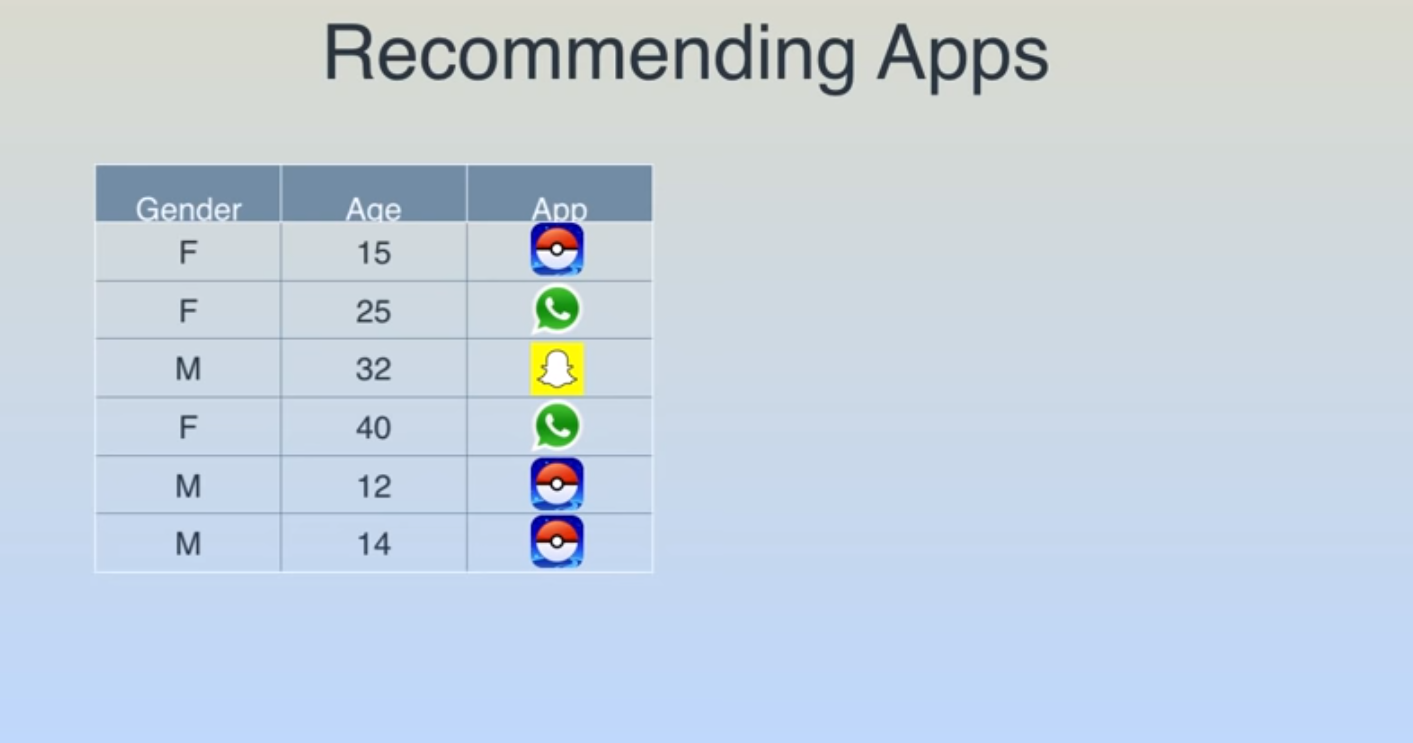 Recommending Apps
Gender Age App
F 15
F 25
M 32
F 40
M 12
M 14